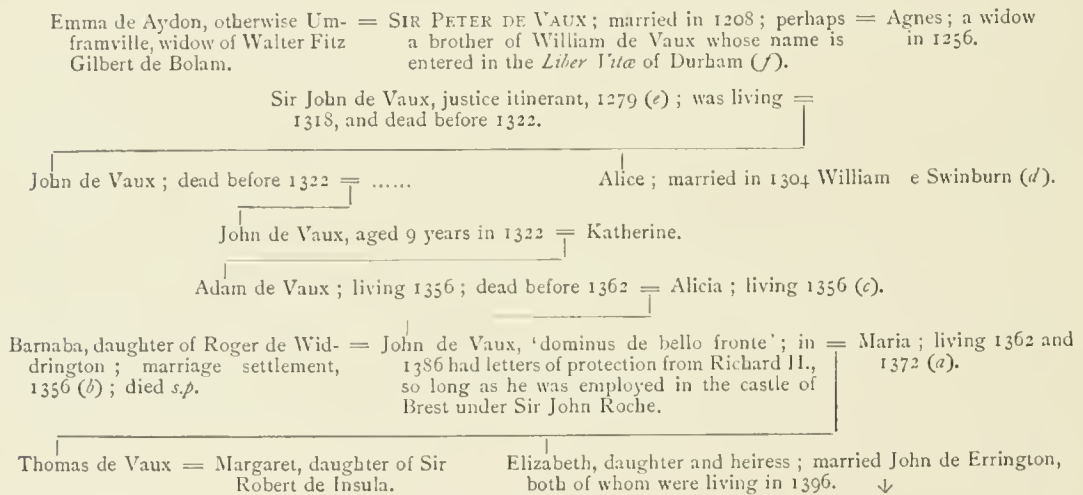 Emma de Aydon, otherwise Um-
framville, widow of Walter Fitz
Gilbert de Bolam.
= SIR PETER DE VAUX ; married in 1208 ; perhaps
a brother of William de Vaux whose name is
entered in the Liber Vitæ of Durham (f).
= Agnes ; a widow
in 1256.
Sir John de Vaux, justice itinerant, 1279 (e) ; was living =
1318, and dead before 1322.
John de Vaux ; dead before 1322 = ......
Alice ; married in 1304 William e Swinburn (d).
John de Vaux, aged 9 years in 1322 = Katherine.
Adam de Vaux ; living 1356 ; dead before 1362 = Alicia ; living 1356 (c).
Barnaba, daughter of Roger de Wid-
drington ; marriage settlement,
1356 (b) ; died s.p.
= John de Vaux, 'dominus de bello fronte' ; in
1386 had letters of protection from Richard II.,
so long as he was employed in the castle of
Brest under Sir John Roche.
= Maria ; living 1362 and
1372 (a).
Thomas de Vaux = Margaret, daughter of Sir
Robert de Insula.
Elizabeth, daughter and heiress ; married John de Errington,
both of whom were living in 1396. ↓